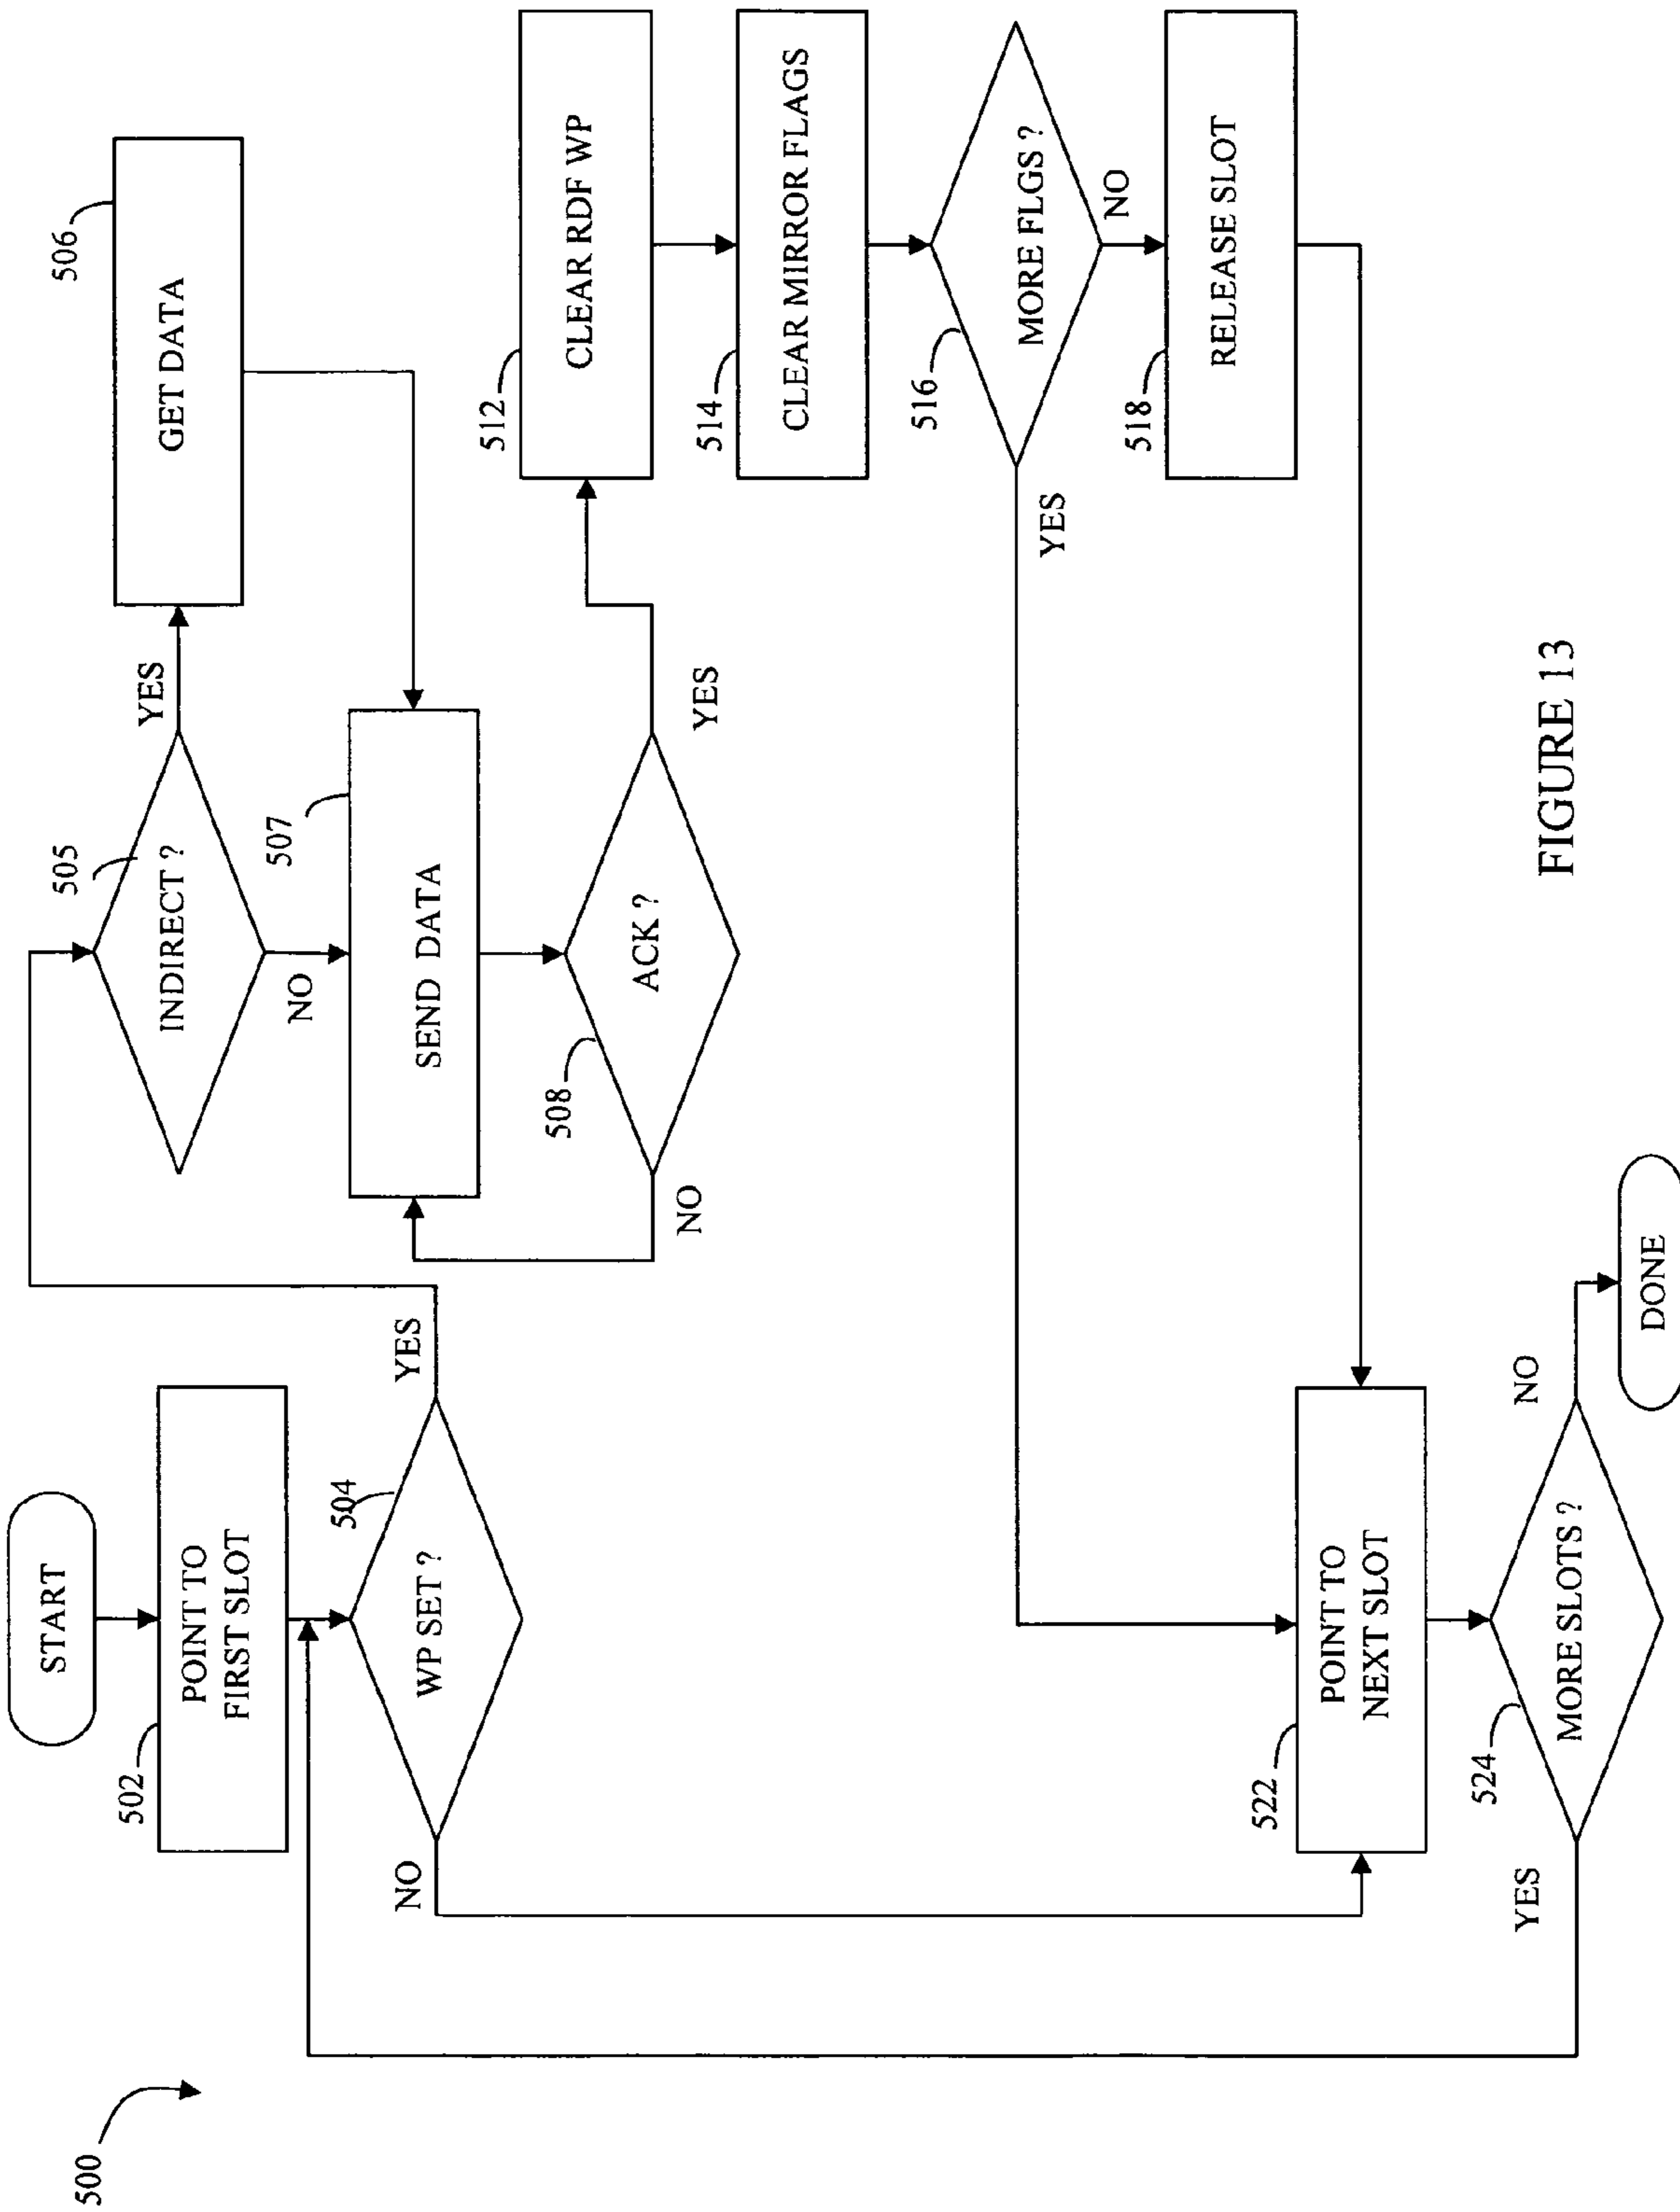 500
START
502
POINT TO
FIRST SLOT
504
WP SET ?
YES
NO
505
INDIRECT ?
YES
NO
506
GET DATA
507
SEND DATA
508
ACK ?
YES
NO
512
CLEAR RDF WP
514
CLEAR MIRROR FLAGS
516
MORE FLGS ?
YES
NO
518
RELEASE SLOT
522
POINT TO
NEXT SLOT
524
MORE SLOTS ?
YES
NO
DONE
FIGURE 13